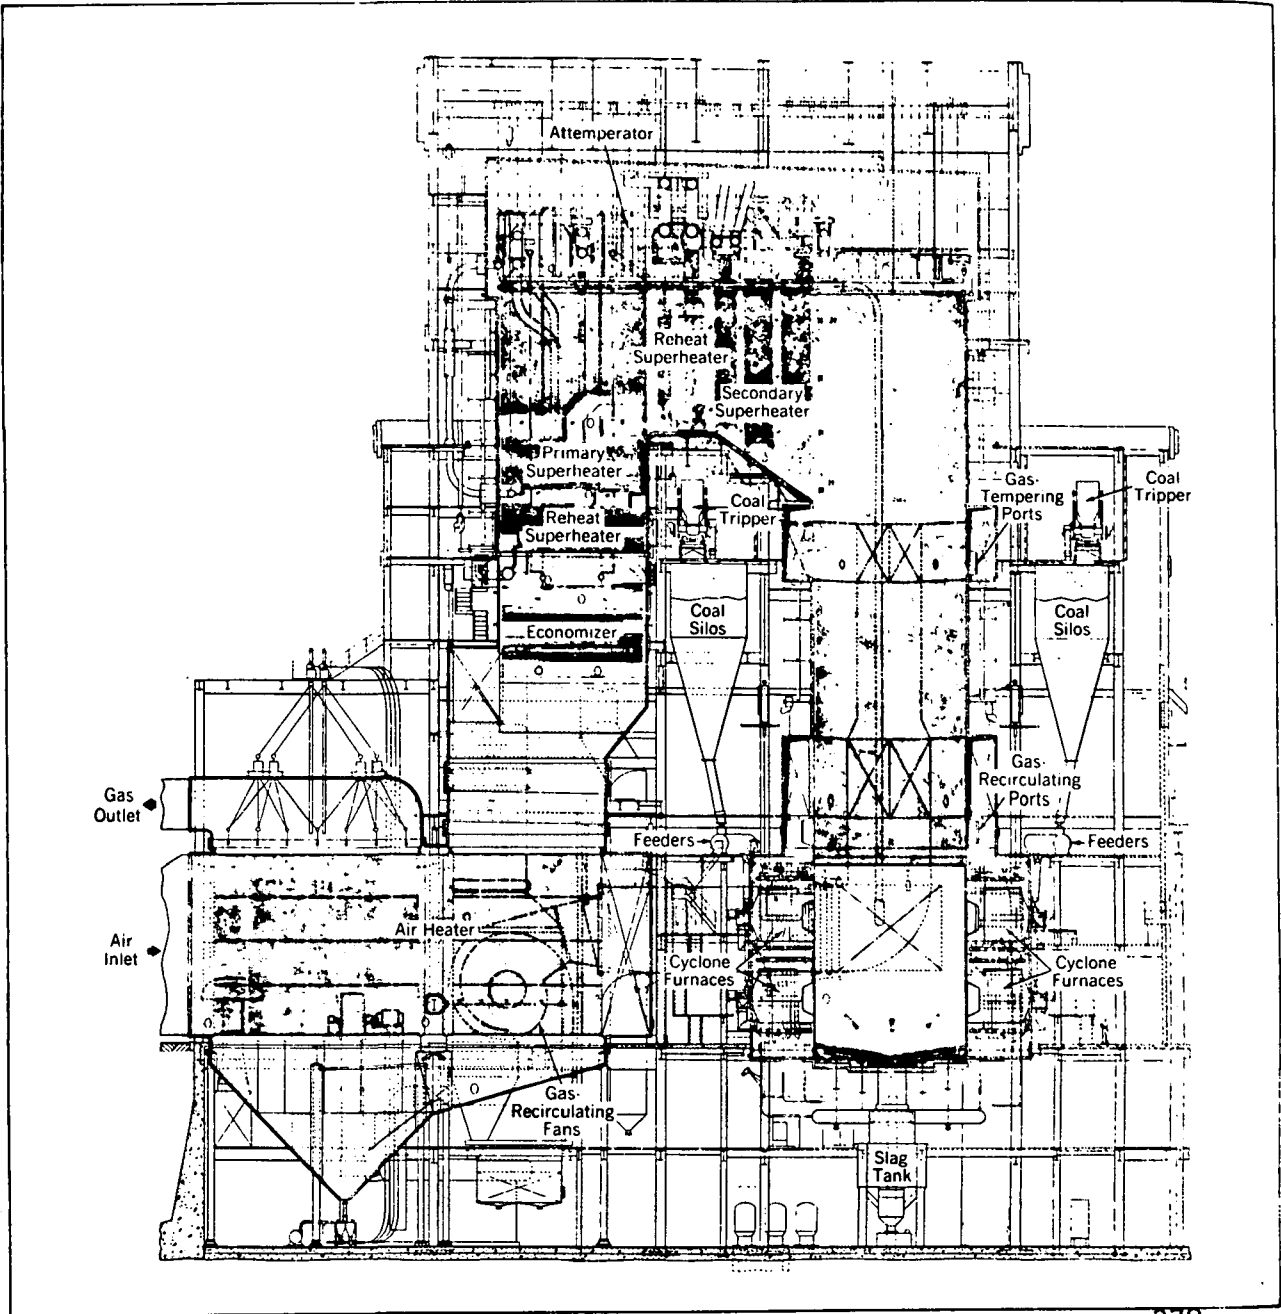 Attemperator
Reheat
Superheater
Secondary
Superheater
Primary
Superheater
Gas-
Tempering
Ports
Coal
Tripper
Coal
Tripper
Reheat
Superheater
Coal
Silos
Coal
Silos
Economizer
Gas
Outlet
Gas-
Recirculating
Ports
Feeders
Feeders
Air Heater
Air
Inlet
Cyclone
Furnaces
Cyclone
Furnaces
Gas-
Recirculating
Fans
Slag
Tank